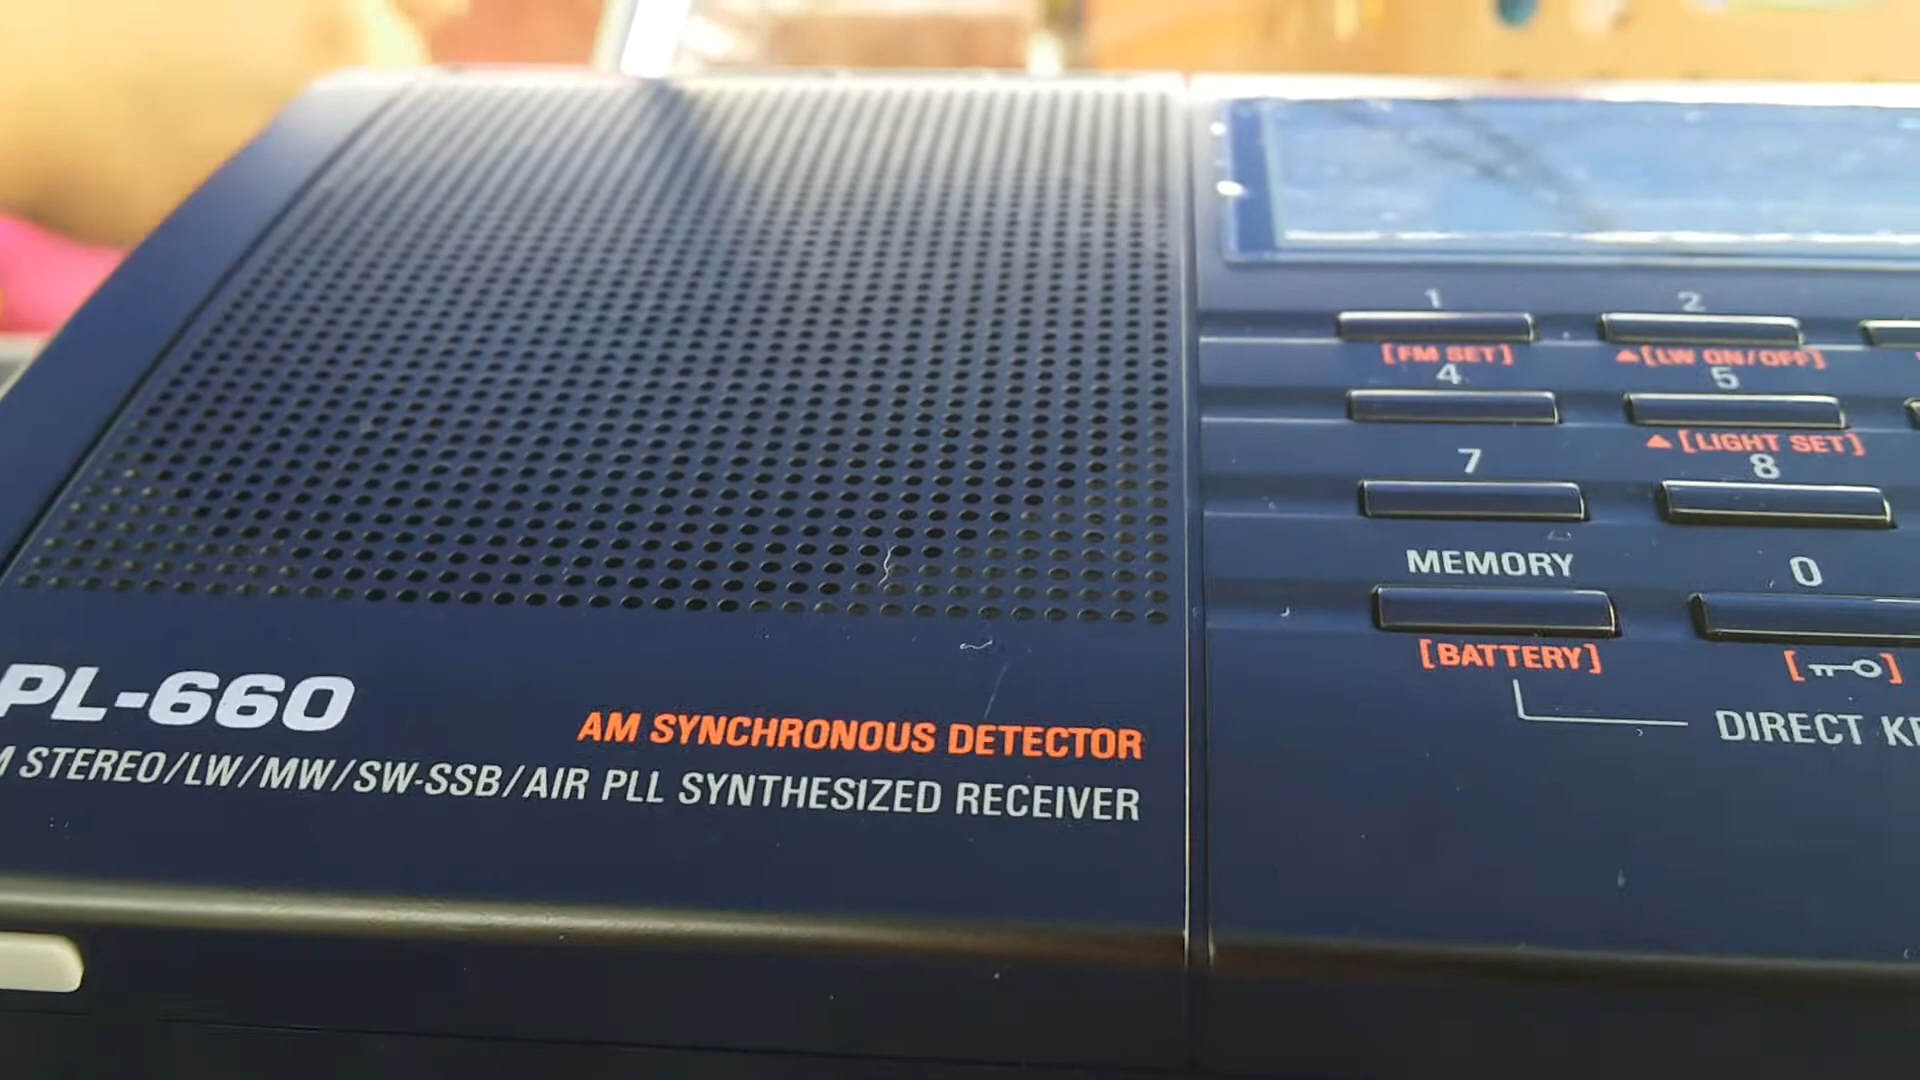 PL-660
AM SYNCHRONOUS DETECTOR
M STEREO/LW/MW/SW-SSB/AIR PLL SYNTHESIZED RECEIVER
1 2
[FM SET] ▲[LW ON/OFF]
4 5
▲[LIGHT SET]
7 8
MEMORY 0
[BATTERY] [ ]
DIRECT